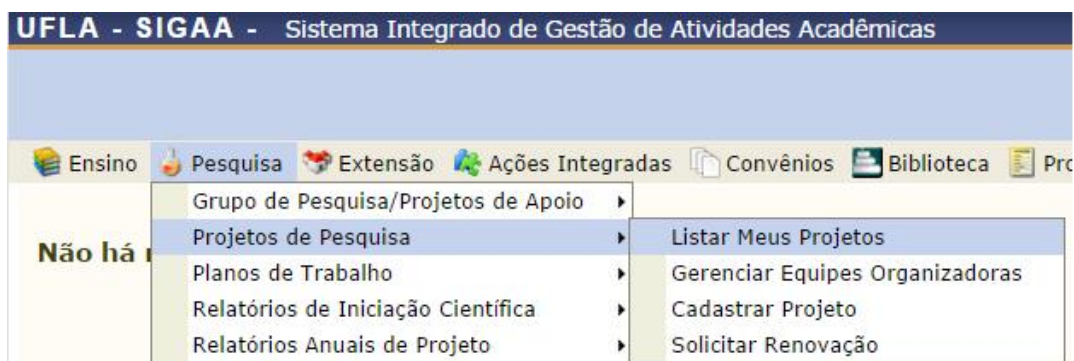 UFLA - SIGAA - Sistema Integrado de Gestão de Atividades Acadêmicas
Ensino Pesquisa Extensão Ações Integradas Convênios Biblioteca
Grupo de Pesquisa/Projetos de Apoio
Não há
Projetos de Pesquisa
Planos de Trabalho
Relatórios de Iniciação Científica
Relatórios Anuais de Projeto
Listar Meus Projetos
Gerenciar Equipes Organizadoras
Cadastrar Projeto
Solicitar Renovação